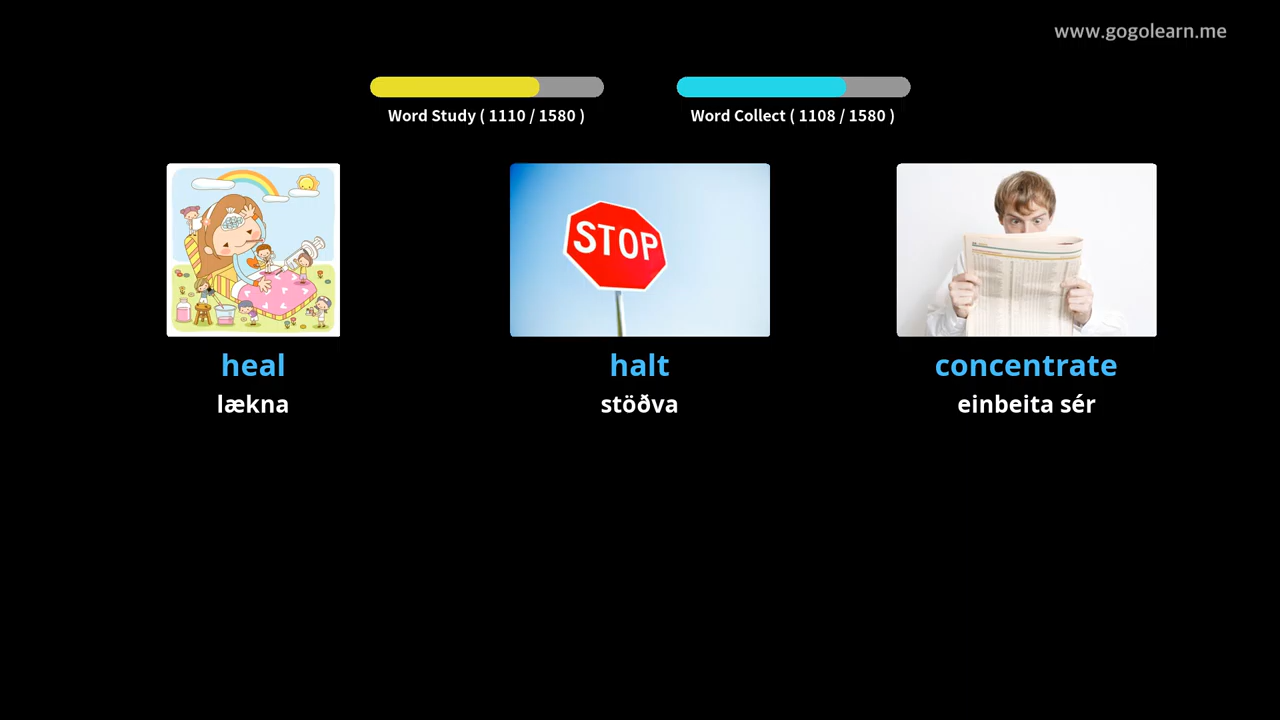 www.gogolearn.me
Word Study ( 1110 / 1580 )
Word Collect ( 1108 / 1580 )
STOP
heal
halt
concentrate
lækna
stöðva
einbeita sér